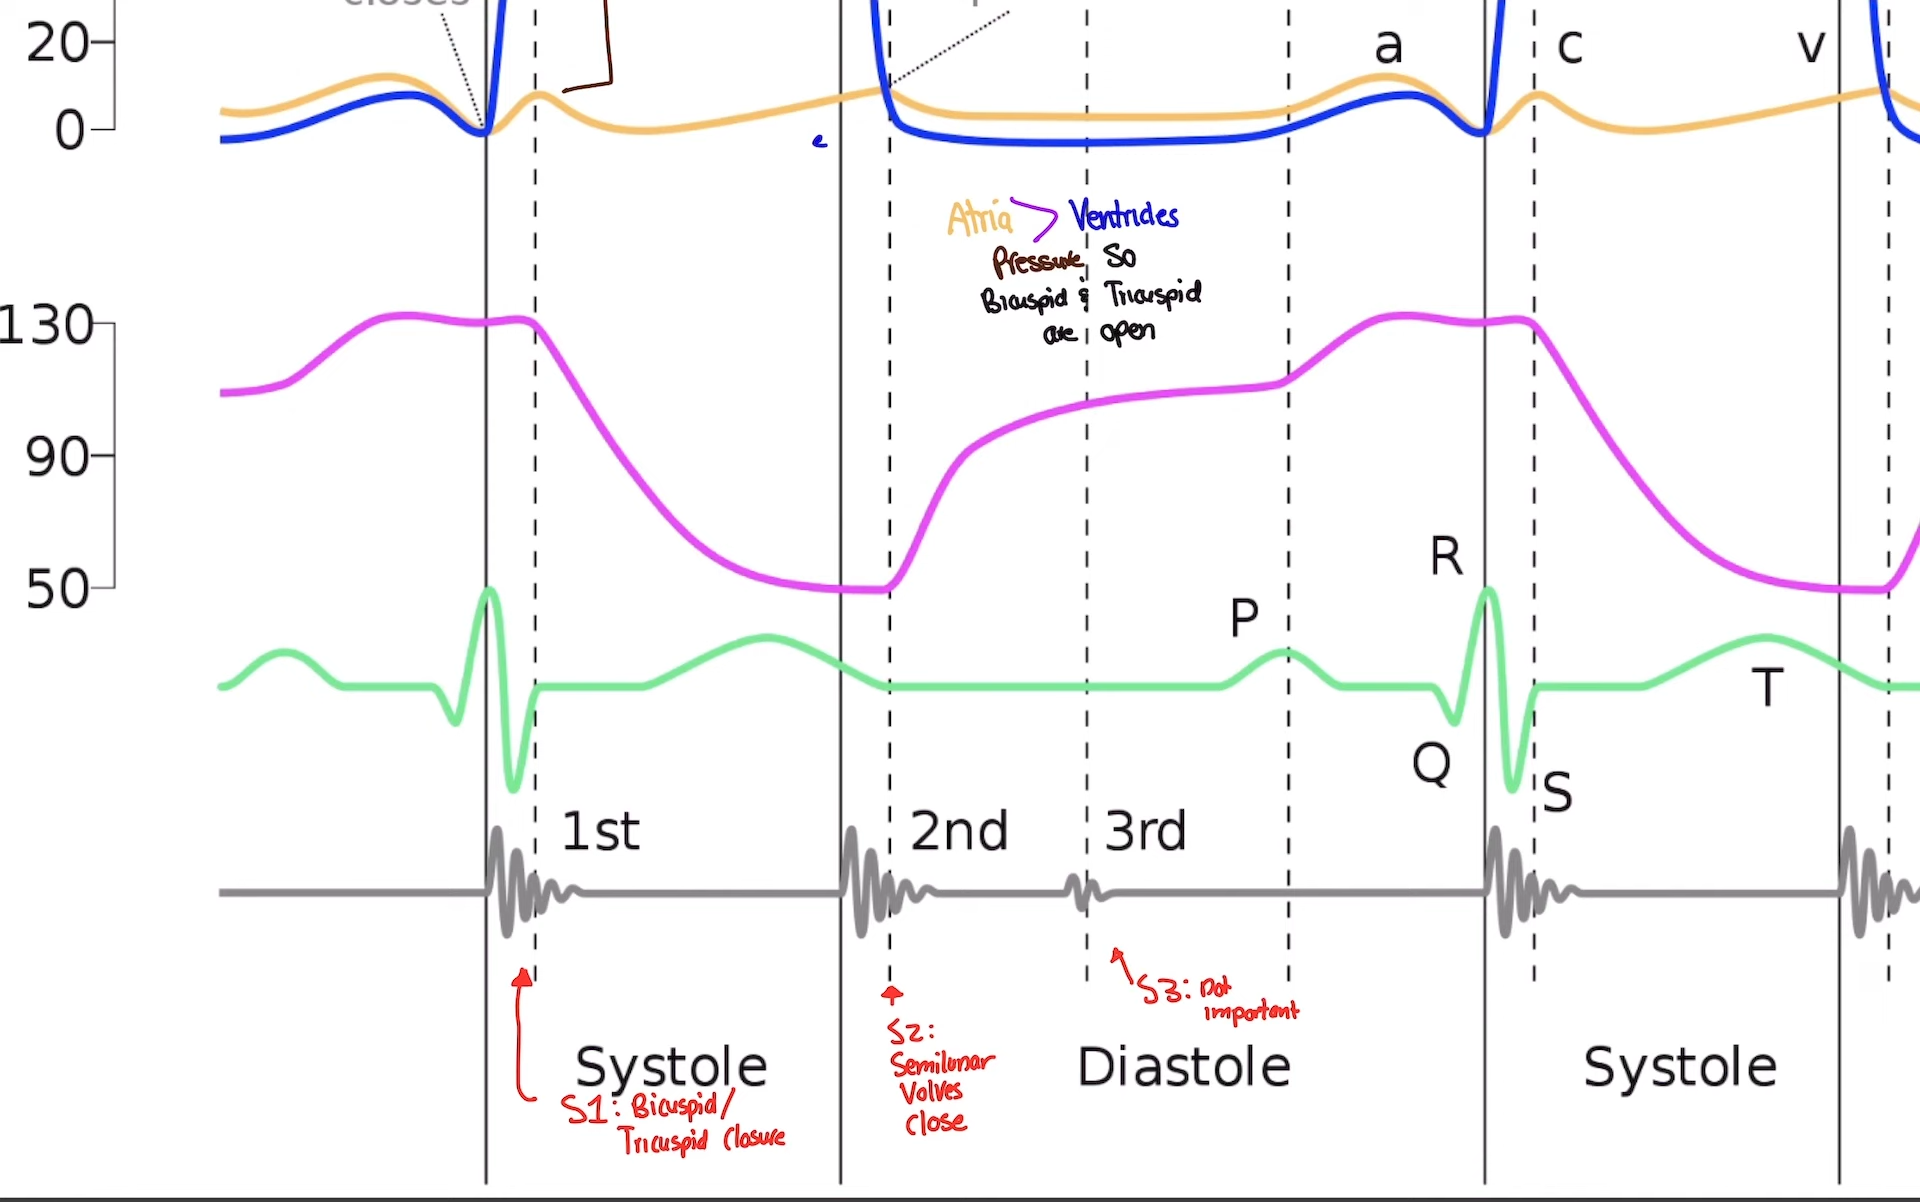 closes
20
a
c
v
0
e
Atria > Ventricles
Pressure So
Bicuspid & Tricuspid
are open
130
90
50
R
P
T
Q
S
1st
2nd
3rd
S3: Not
important
S2:
Semilunar
Valves
close
Systole
Diastole
Systole
S1: Bicuspid/
Tricuspid Closure